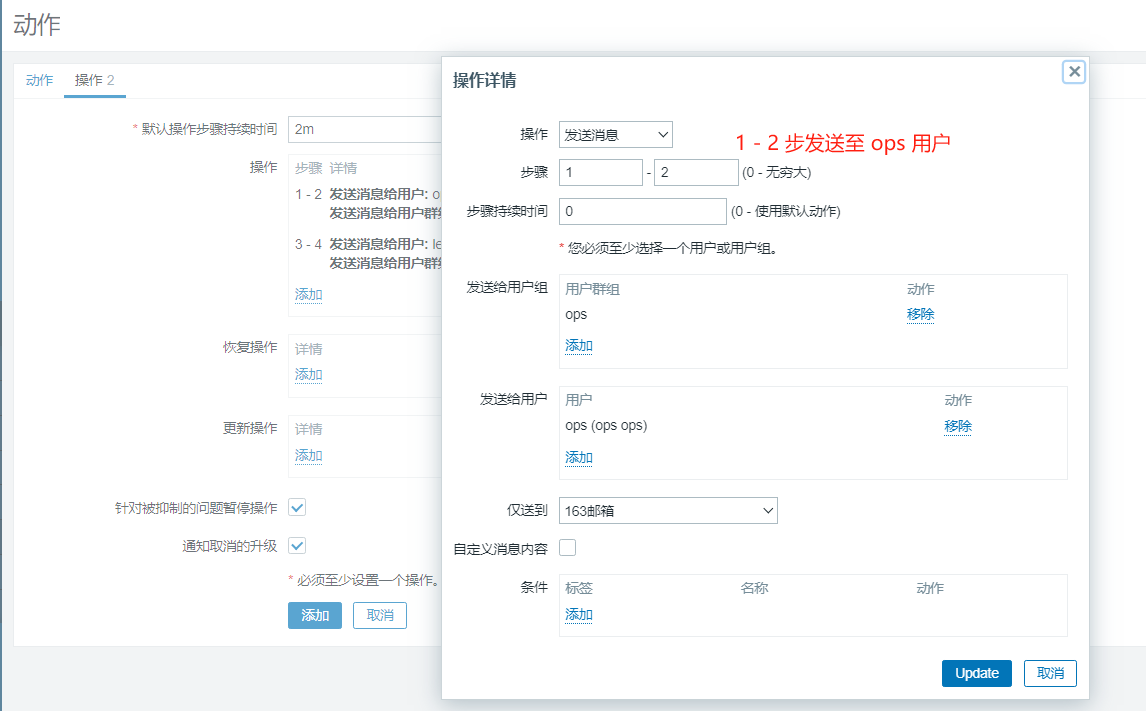 动作
动作 操作 2
* 默认操作步骤持续时间 2m
操作 步骤 详情
1 - 2 发送消息给用户:
发送消息给用户群
3 - 4 发送消息给用户: le
发送消息给用户群
添加
恢复操作 详情
添加
更新操作 详情
添加
针对被抑制的问题暂停操作
通知取消的升级
* 必须至少设置一个操作。
添加 取消
操作详情
操作 发送消息
1 - 2 步发送至 ops 用户
步骤 1 - 2 (0 - 无穷大)
步骤持续时间 0 (0 - 使用默认动作)
* 您必须至少选择一个用户或用户组。
发送给用户组 用户群组 动作
ops 移除
添加
发送给用户 用户 动作
ops (ops ops) 移除
添加
仅送到 163邮箱
自定义消息内容
条件 标签 名称 动作
添加
Update 取消